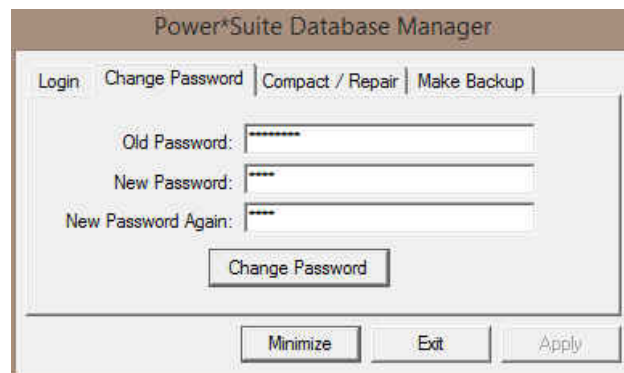 Power*Suite Database Manager
Login Change Password Compact / Repair Make Backup
Old Password: ********
New Password: ****
New Password Again: ****
Change Password
Minimize Exit Apply